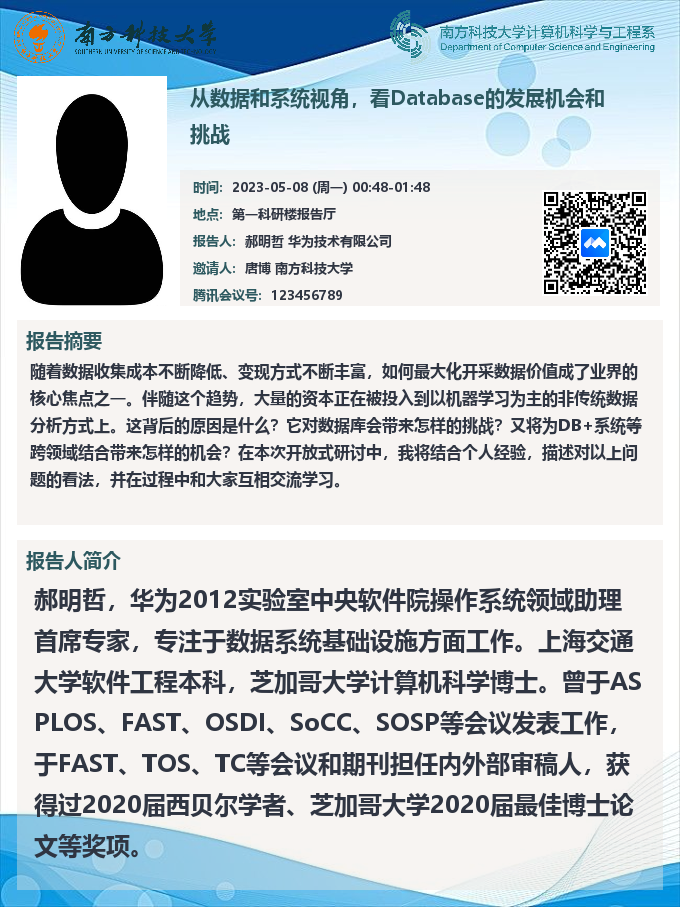 南方科技大学
SOUTHERN UNIVERSITY OF SCIENCE AND TECHNOLOGY
南方科技大学计算机科学与工程系
Department of Computer Science and Engineering
从数据和系统视角，看Database的发展机会和
挑战
时间：2023-05-08 (周一) 00:48-01:48
地点：第一科研楼报告厅
报告人：郝明哲 华为技术有限公司
邀请人：唐博 南方科技大学
腾讯会议号：123456789
报告摘要
随着数据收集成本不断降低、变现方式不断丰富，如何最大化开采数据价值成了业界的
核心焦点之一。伴随这个趋势，大量的资本正在被投入到以机器学习为主的非传统数据
分析方式上。这背后的原因是什么？它对数据库会带来怎样的挑战？又将为DB+系统等
跨领域结合带来怎样的机会？在本次开放式研讨中，我将结合个人经验，描述对以上问
题的看法，并在过程中和大家互相交流学习。
报告人简介
郝明哲，华为2012实验室中央软件院操作系统领域助理
首席专家，专注于数据系统基础设施方面工作。上海交通
大学软件工程本科，芝加哥大学计算机科学博士。曾于AS
PLOS、FAST、OSDI、SoCC、SOSP等会议发表工作，
于FAST、TOS、TC等会议和期刊担任内外部审稿人，获
得过2020届西贝尔学者、芝加哥大学2020届最佳博士论
文等奖项。